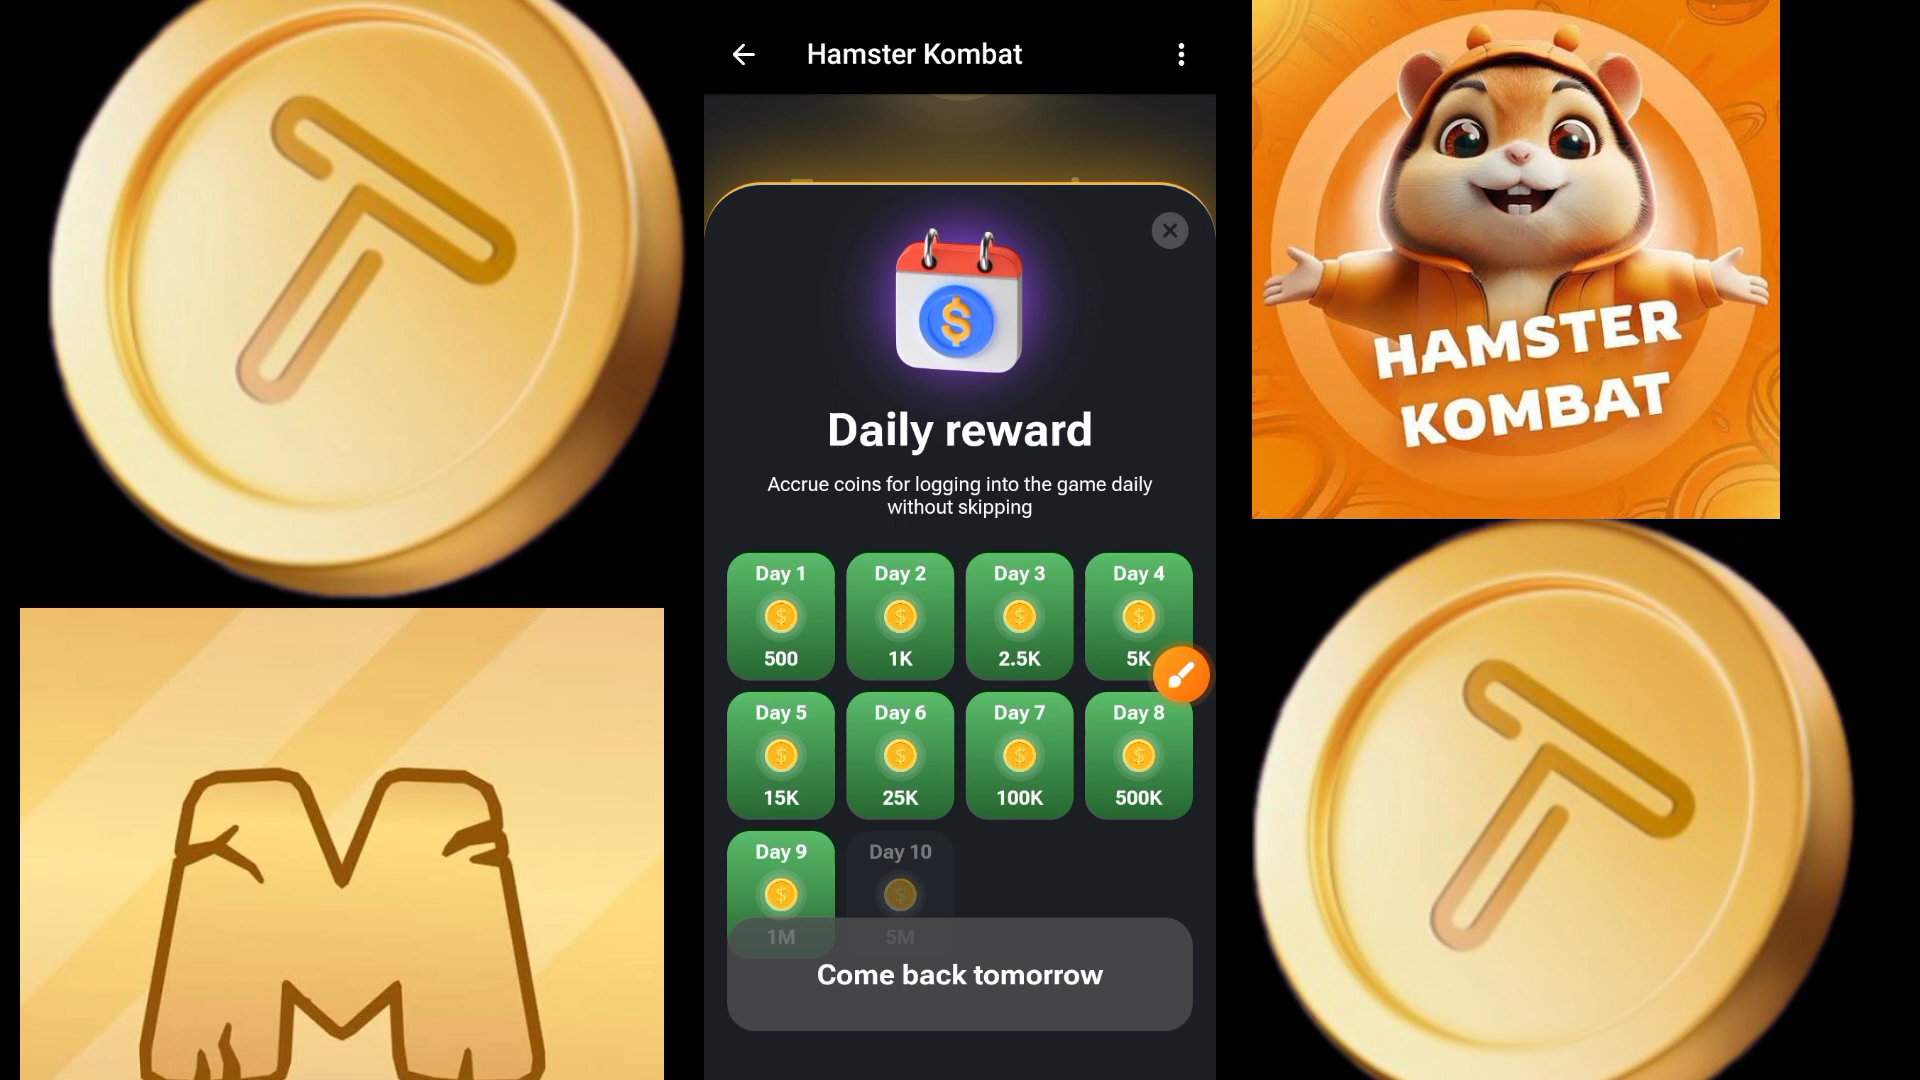 Hamster Kombat
Daily reward
Accrue coins for logging into the game daily
without skipping
Day 1
500
Day 2
1K
Day 3
2.5K
Day 4
5K
Day 5
15K
Day 6
25K
Day 7
100K
Day 8
500K
Day 9
1M
Day 10
5M
Come back tomorrow
HAMSTER
KOMBAT
T
M
T